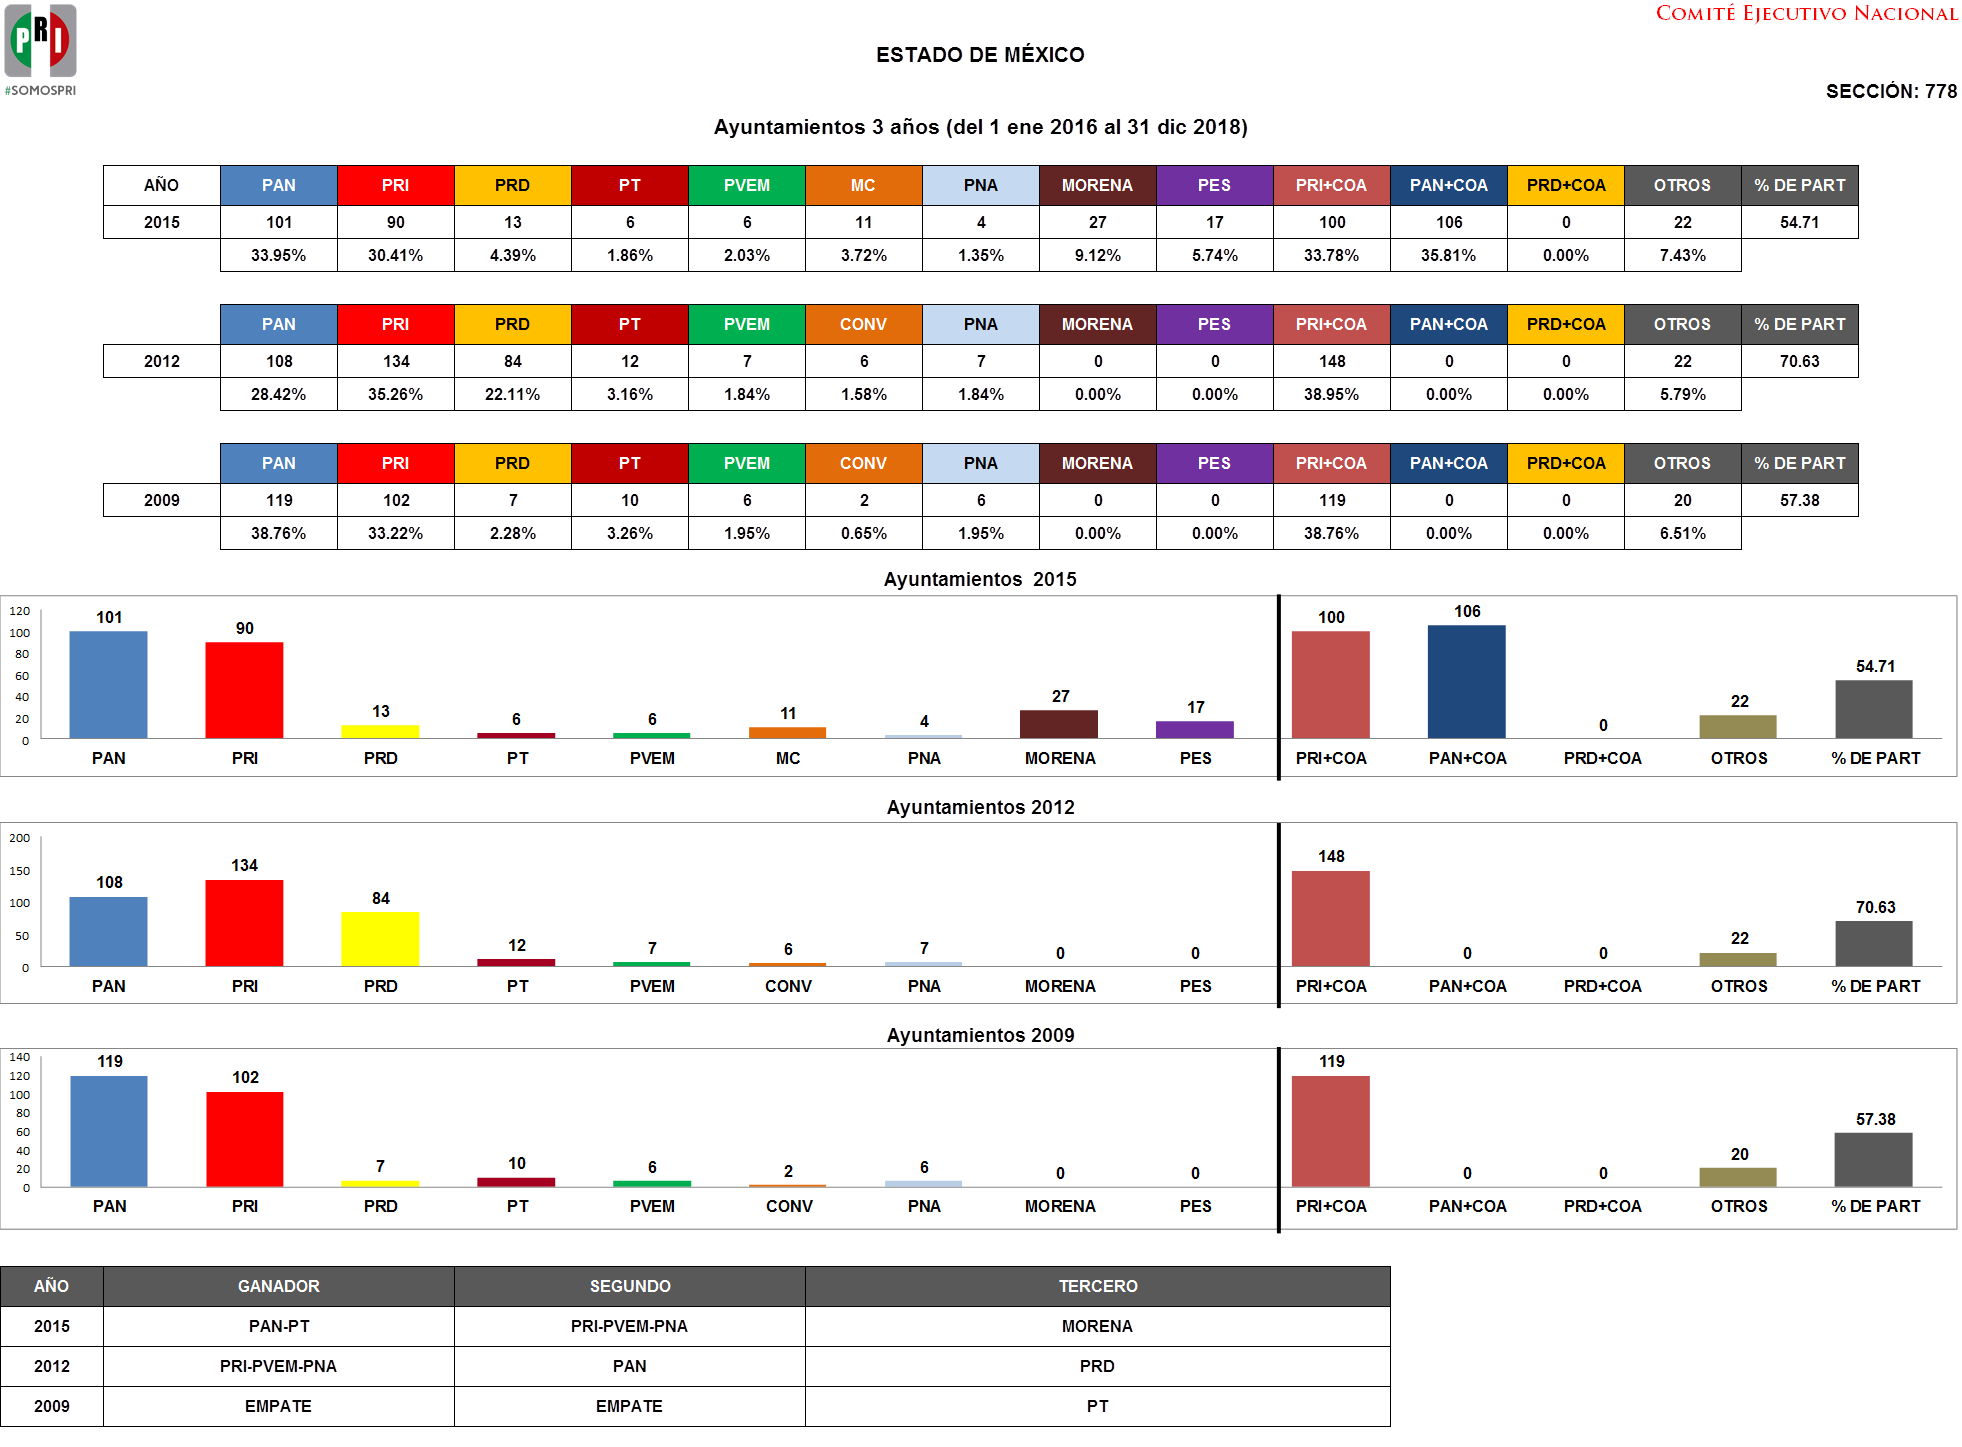 PRI
#SOMOSPRI
COMITÉ EJECUTIVO NACIONAL
ESTADO DE MÉXICO
SECCIÓN: 778
Ayuntamientos 3 años (del 1 ene 2016 al 31 dic 2018)
AÑO PAN PRI PRD PT PVEM MC PNA MORENA PES PRI+COA PAN+COA PRD+COA OTROS % DE PART
2015 101 90 13 6 6 11 4 27 17 100 106 0 22 54.71
33.95% 30.41% 4.39% 1.86% 2.03% 3.72% 1.35% 9.12% 5.74% 33.78% 35.81% 0.00% 7.43%
PAN PRI PRD PT PVEM CONV PNA MORENA PES PRI+COA PAN+COA PRD+COA OTROS % DE PART
2012 108 134 84 12 7 6 7 0 0 148 0 0 22 70.63
28.42% 35.26% 22.11% 3.16% 1.84% 1.58% 1.84% 0.00% 0.00% 38.95% 0.00% 0.00% 5.79%
PAN PRI PRD PT PVEM CONV PNA MORENA PES PRI+COA PAN+COA PRD+COA OTROS % DE PART
2009 119 102 7 10 6 2 6 0 0 119 0 0 20 57.38
38.76% 33.22% 2.28% 3.26% 1.95% 0.65% 1.95% 0.00% 0.00% 38.76% 0.00% 0.00% 6.51%
Ayuntamientos 2015
120
100
80
60
40
20
0
101 90 13 6 6 11 4 27 17 100 106 0 22 54.71
PAN PRI PRD PT PVEM MC PNA MORENA PES PRI+COA PAN+COA PRD+COA OTROS % DE PART
Ayuntamientos 2012
200
150
100
50
0
108 134 84 12 7 6 7 0 0 148 0 0 22 70.63
PAN PRI PRD PT PVEM CONV PNA MORENA PES PRI+COA PAN+COA PRD+COA OTROS % DE PART
Ayuntamientos 2009
140
120
100
80
60
40
20
0
119 102 7 10 6 2 6 0 0 119 0 0 20 57.38
PAN PRI PRD PT PVEM CONV PNA MORENA PES PRI+COA PAN+COA PRD+COA OTROS % DE PART
AÑO GANADOR SEGUNDO TERCERO
2015 PAN-PT PRI-PVEM-PNA MORENA
2012 PRI-PVEM-PNA PAN PRD
2009 EMPATE EMPATE PT